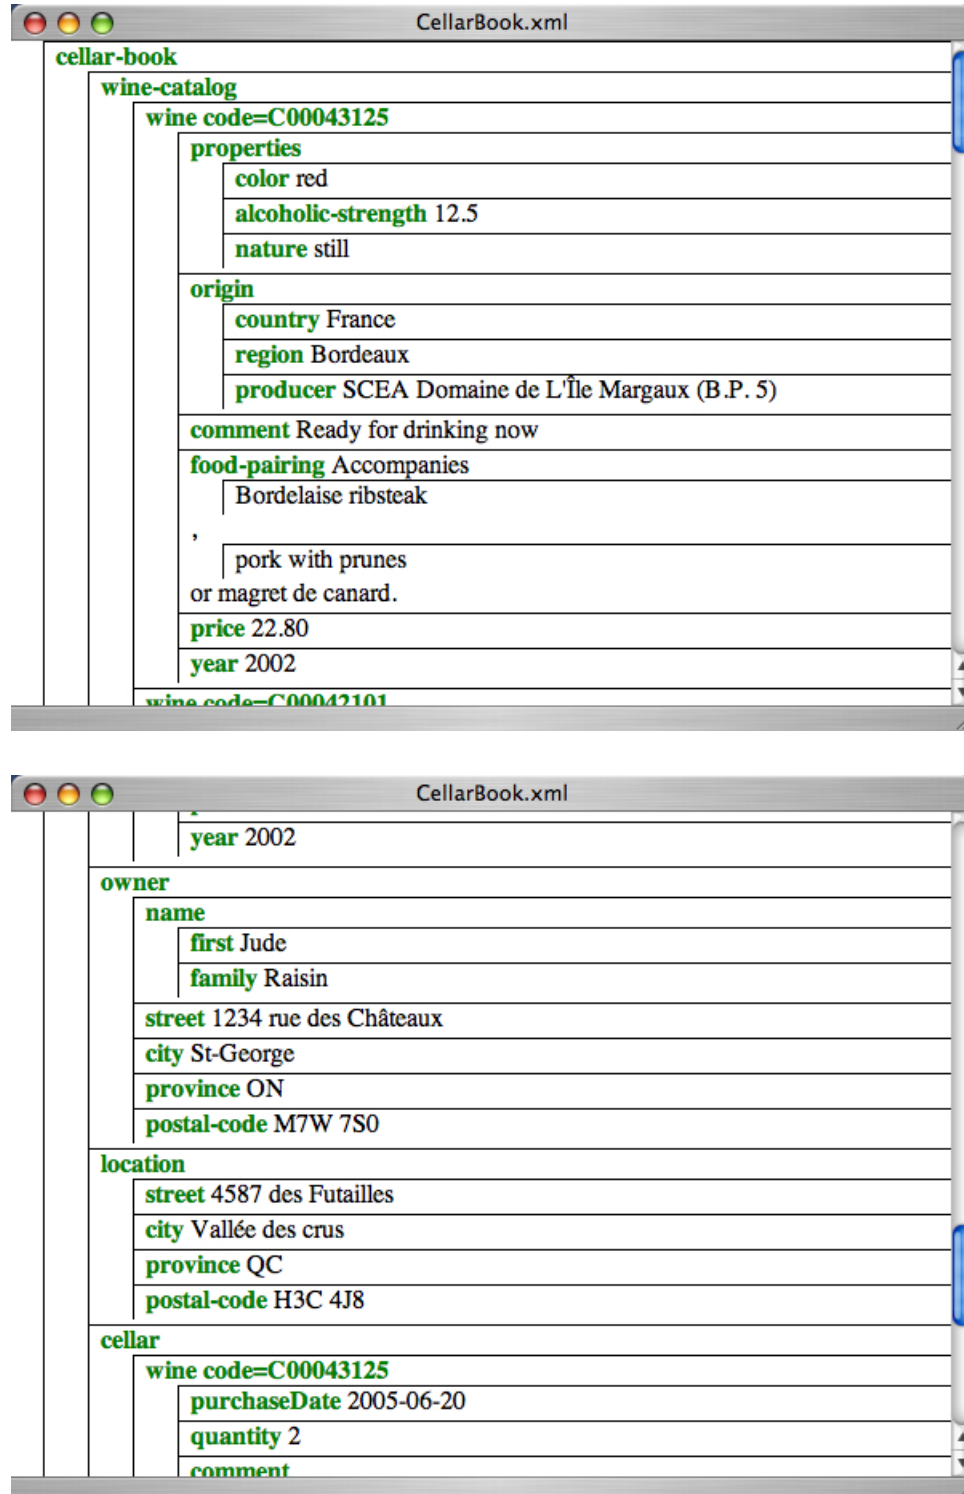 CellarBook.xml
cellar-book
wine-catalog
wine code=C00043125
properties
color red
alcoholic-strength 12.5
nature still
origin
country France
region Bordeaux
producer SCEA Domaine de L'Île Margaux (B.P. 5)
comment Ready for drinking now
food-pairing Accompanies
Bordelaise ribsteak
,
pork with prunes
or magret de canard.
price 22.80
year 2002
wine code=C00042101
CellarBook.xml
year 2002
owner
name
first Jude
family Raisin
street 1234 rue des Châteaux
city St-George
province ON
postal-code M7W 7S0
location
street 4587 des Futailles
city Vallée des crus
province QC
postal-code H3C 4J8
cellar
wine code=C00043125
purchaseDate 2005-06-20
quantity 2
comment